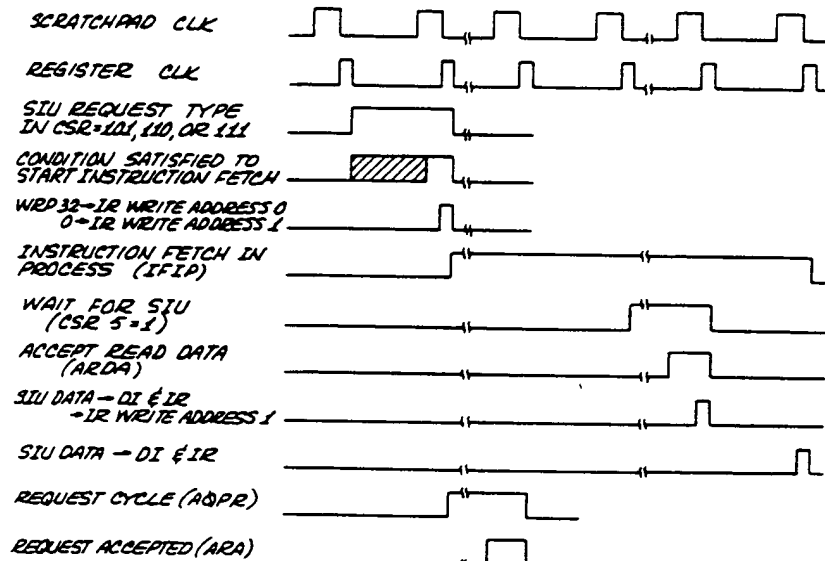 SCRATCHPAD CLK
REGISTER CLK
SIU REQUEST TYPE
IN CSR=101, 110, OR 111
CONDITION SATISFIED TO
START INSTRUCTION FETCH
WRP 32→IR WRITE ADDRESS 0
0→IR WRITE ADDRESS 1
INSTRUCTION FETCH IN
PROCESS (IFIP)
WAIT FOR SIU
(CSR 5=1)
ACCEPT READ DATA
(ARDA)
SIU DATA → DI & IR
→IR WRITE ADDRESS 1
SIU DATA → DI & IR
REQUEST CYCLE (AOPR)
REQUEST ACCEPTED (ARA)